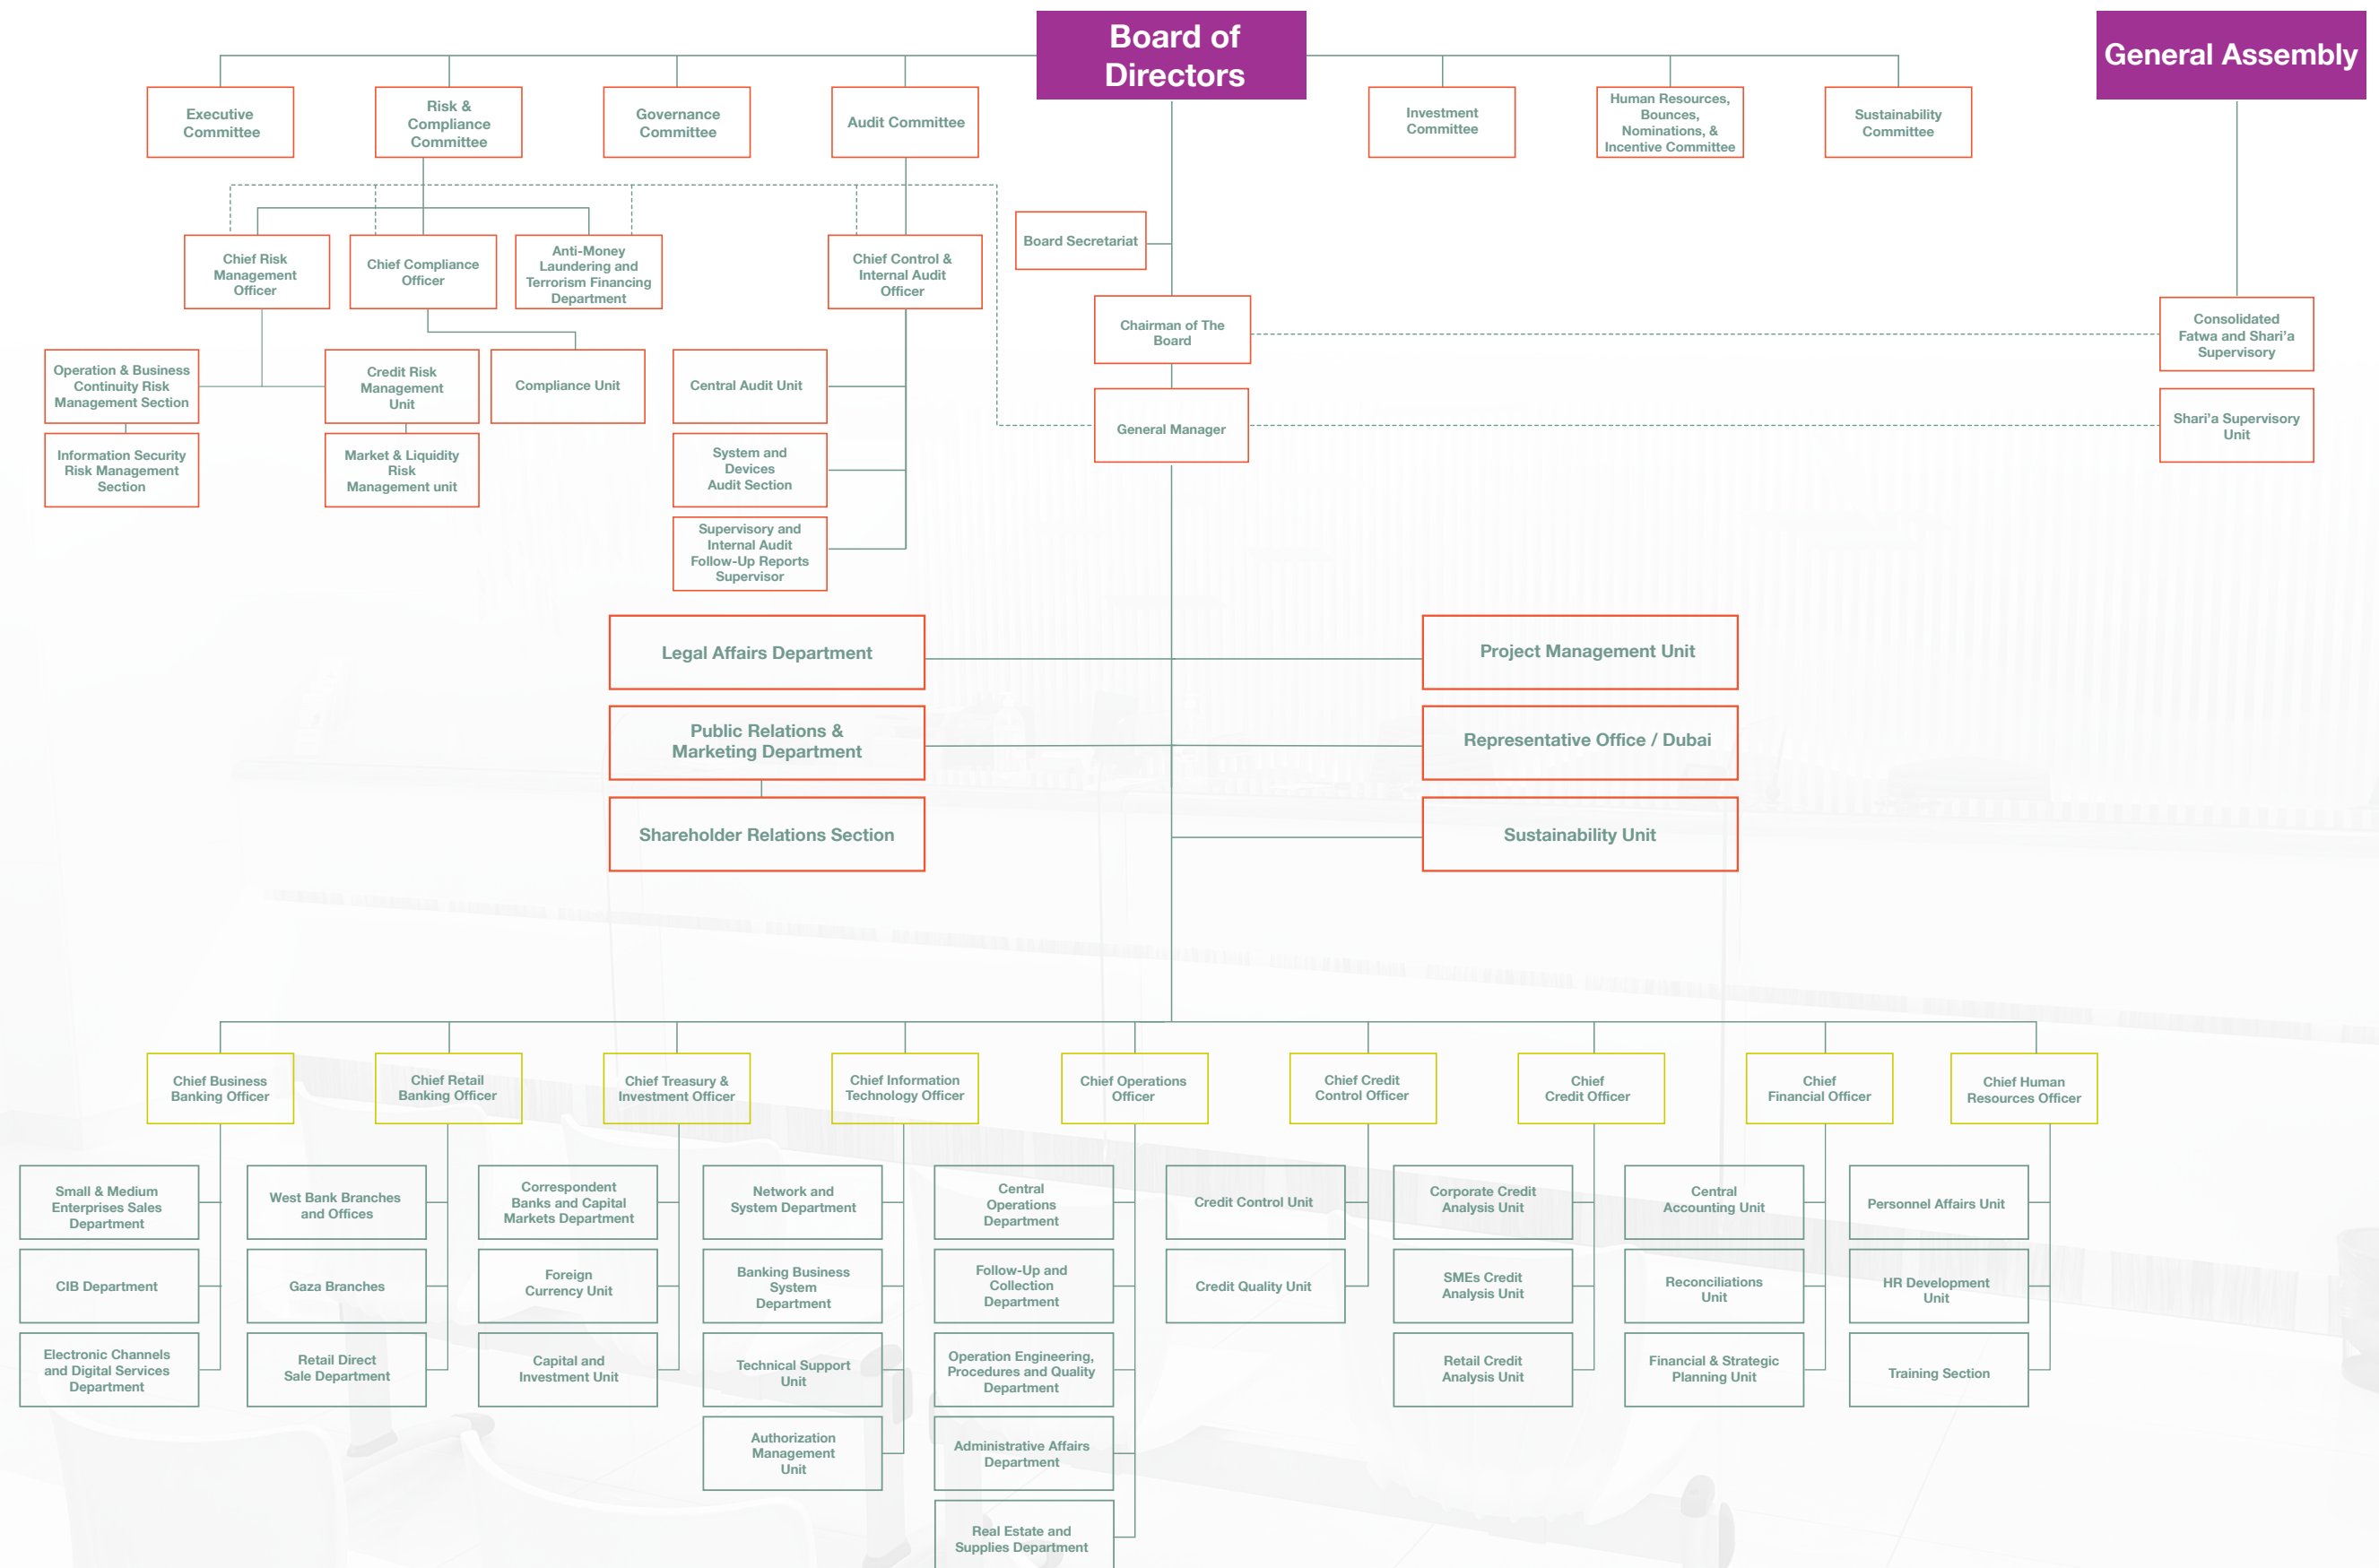 Board of
Directors
General Assembly
Executive
Committee
Risk &
Compliance
Committee
Governance
Committee
Audit Committee
Investment
Committee
Human Resources,
Bounces,
Nominations, &
Incentive Committee
Sustainability
Committee
Board Secretariat
Chief Risk
Management
Officer
Chief Compliance
Officer
Anti-Money
Laundering and
Terrorism Financing
Department
Chief Control &
Internal Audit
Officer
Chairman of The
Board
Consolidated
Fatwa and Shari'a
Supervisory
Operation & Business
Continuity Risk
Management Section
Credit Risk
Management
Unit
Compliance Unit
Central Audit Unit
General Manager
Shari'a Supervisory
Unit
Information Security
Risk Management
Section
Market & Liquidity
Risk
Management unit
System and
Devices
Audit Section
Supervisory and
Internal Audit
Follow-Up Reports
Supervisor
Legal Affairs Department
Project Management Unit
Public Relations &
Marketing Department
Representative Office / Dubai
Shareholder Relations Section
Sustainability Unit
Chief Business
Banking Officer
Chief Retail
Banking Officer
Chief Treasury &
Investment Officer
Chief Information
Technology Officer
Chief Operations
Officer
Chief Credit
Control Officer
Chief
Credit Officer
Chief
Financial Officer
Chief Human
Resources Officer
Small & Medium
Enterprises Sales
Department
West Bank Branches
and Offices
Correspondent
Banks and Capital
Markets Department
Network and
System Department
Central
Operations
Department
Credit Control Unit
Corporate Credit
Analysis Unit
Central
Accounting Unit
Personnel Affairs Unit
CIB Department
Gaza Branches
Foreign
Currency Unit
Banking Business
System
Department
Follow-Up and
Collection
Department
Credit Quality Unit
SMEs Credit
Analysis Unit
Reconciliations
Unit
HR Development
Unit
Electronic Channels
and Digital Services
Department
Retail Direct
Sale Department
Capital and
Investment Unit
Technical Support
Unit
Operation Engineering,
Procedures and Quality
Department
Retail Credit
Analysis Unit
Financial & Strategic
Planning Unit
Training Section
Authorization
Management
Unit
Administrative Affairs
Department
Real Estate and
Supplies Department